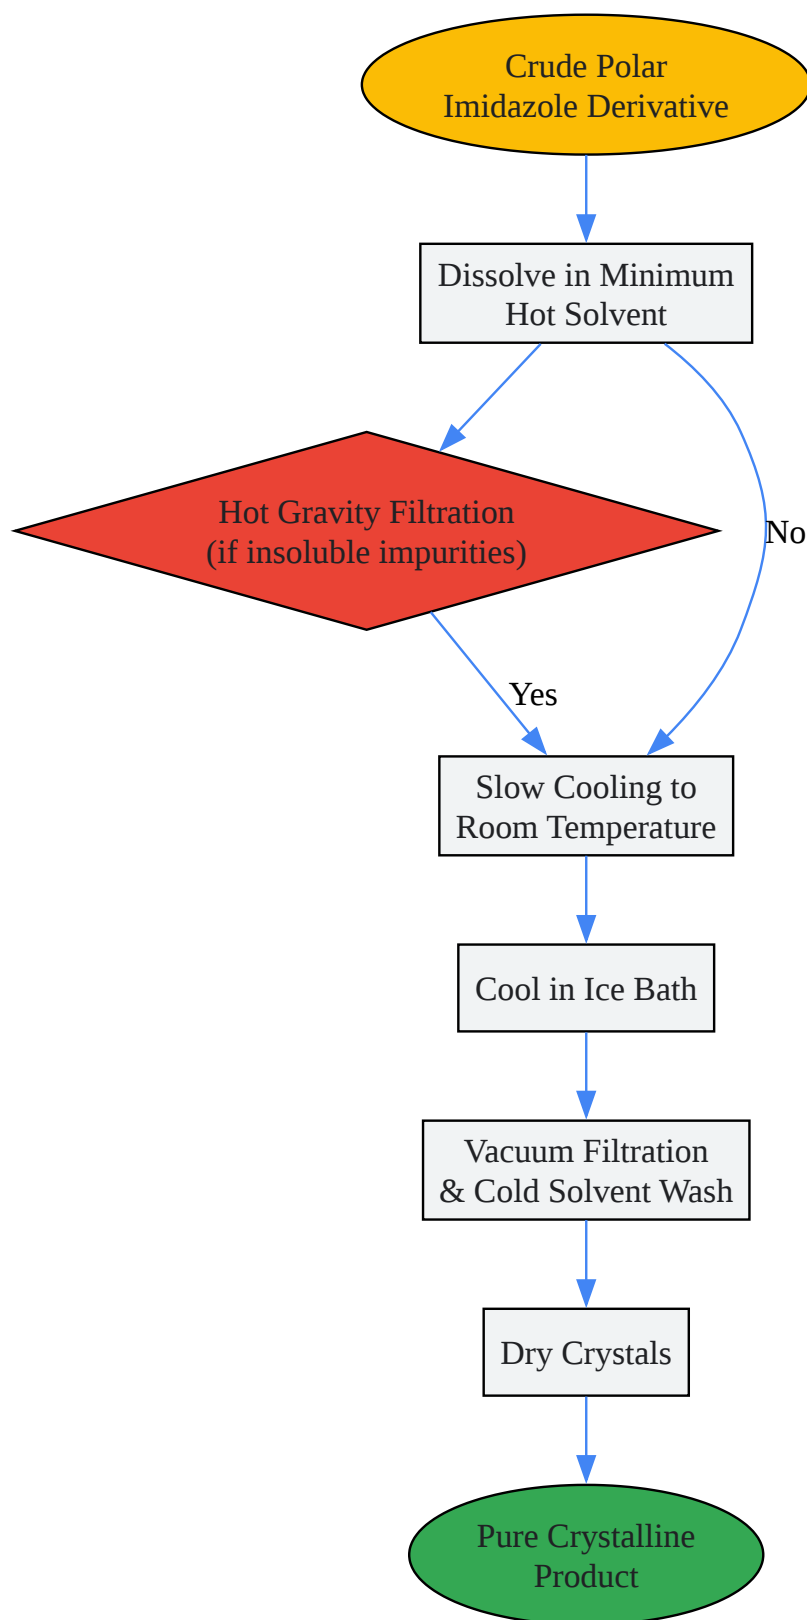 Crude Polar
Imidazole Derivative
Dissolve in Minimum
Hot Solvent
Hot Gravity Filtration
(if insoluble impurities)
No
Yes
Slow Cooling to
Room Temperature
Cool in Ice Bath
Vacuum Filtration
& Cold Solvent Wash
Dry Crystals
Pure Crystalline
Product